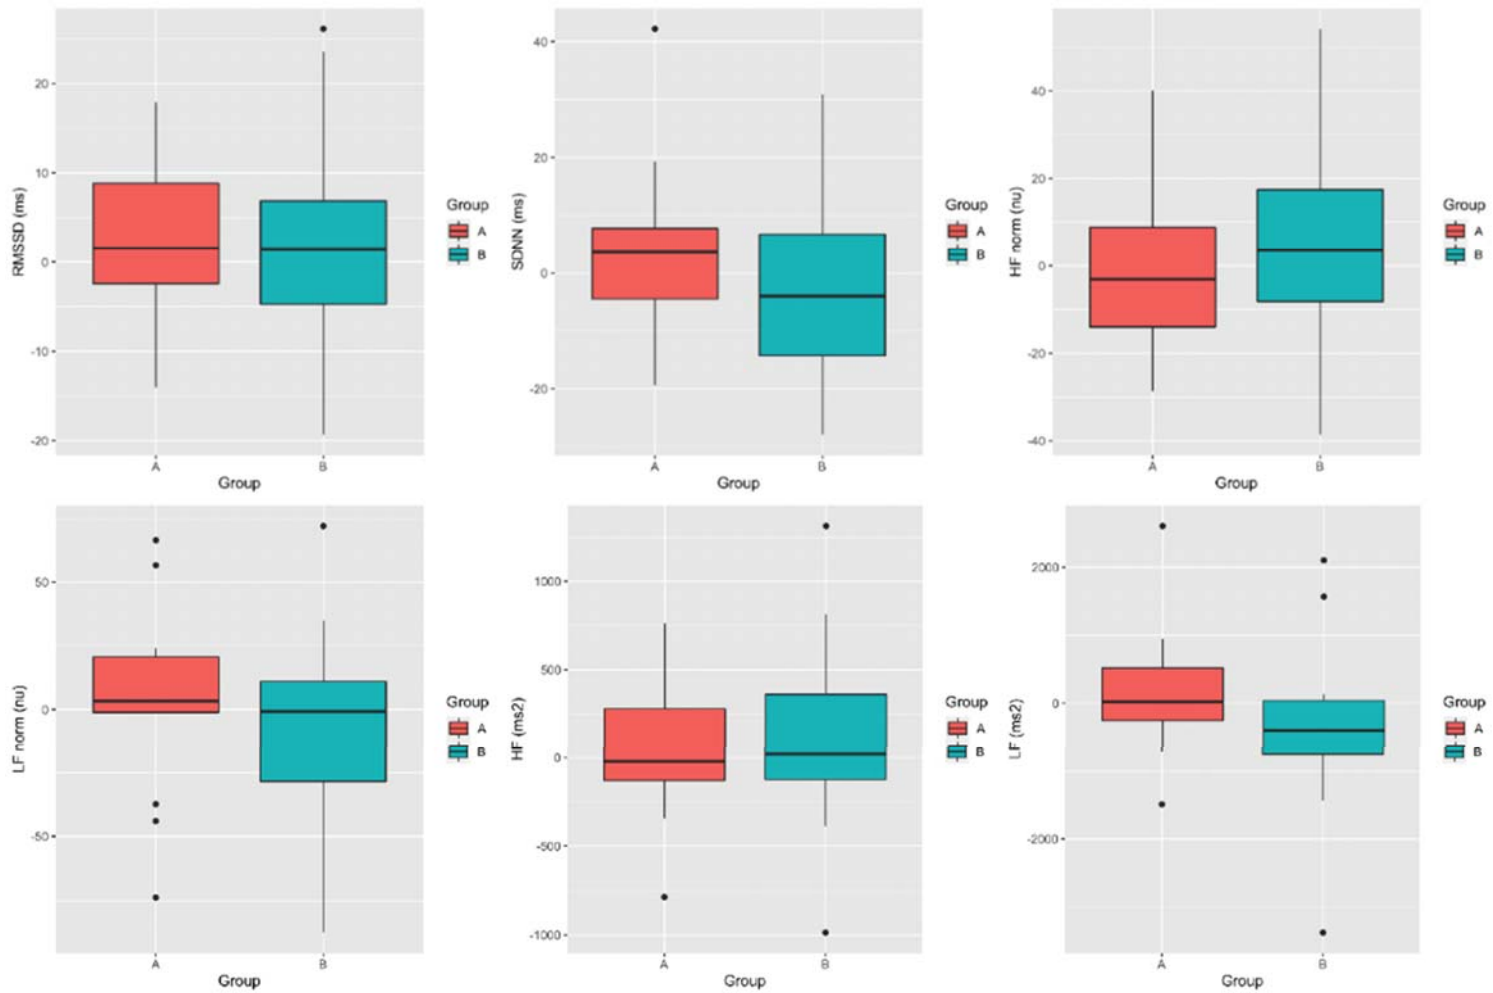 RMSSD (ms)
20
10
0
-10
-20
A
B
Group
Group
A
B
SDNN (ms)
40
20
0
-20
A
B
Group
Group
A
B
HF norm (nu)
40
20
0
-20
-40
A
B
Group
Group
A
B
LF norm (nu)
50
0
-50
A
B
Group
Group
A
B
HF (ms2)
1000
500
0
-500
-1000
A
B
Group
Group
A
B
LF (ms2)
2000
0
-2000
A
B
Group
Group
A
B